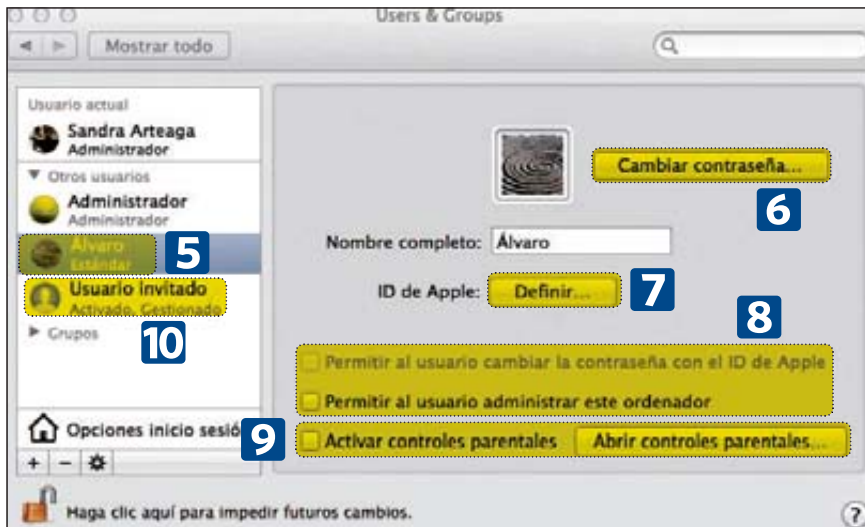 Users & Groups
Mostrar todo
Usuario actual
Sandra Arteaga
Administrador
Otros usuarios
Administrador
Administrador
Álvaro
Estándar
5
Usuario invitado
Activado, Gestionado
10
Grupos
Opciones inicio sesió
+ -
Cambiar contraseña...
6
Nombre completo: Álvaro
ID de Apple: Definir...
7
8
Permitir al usuario cambiar la contraseña con el ID de Apple
Permitir al usuario administrar este ordenador
9
Activar controles parentales Abrir controles parentales...
Haga clic aquí para impedir futuros cambios.
?